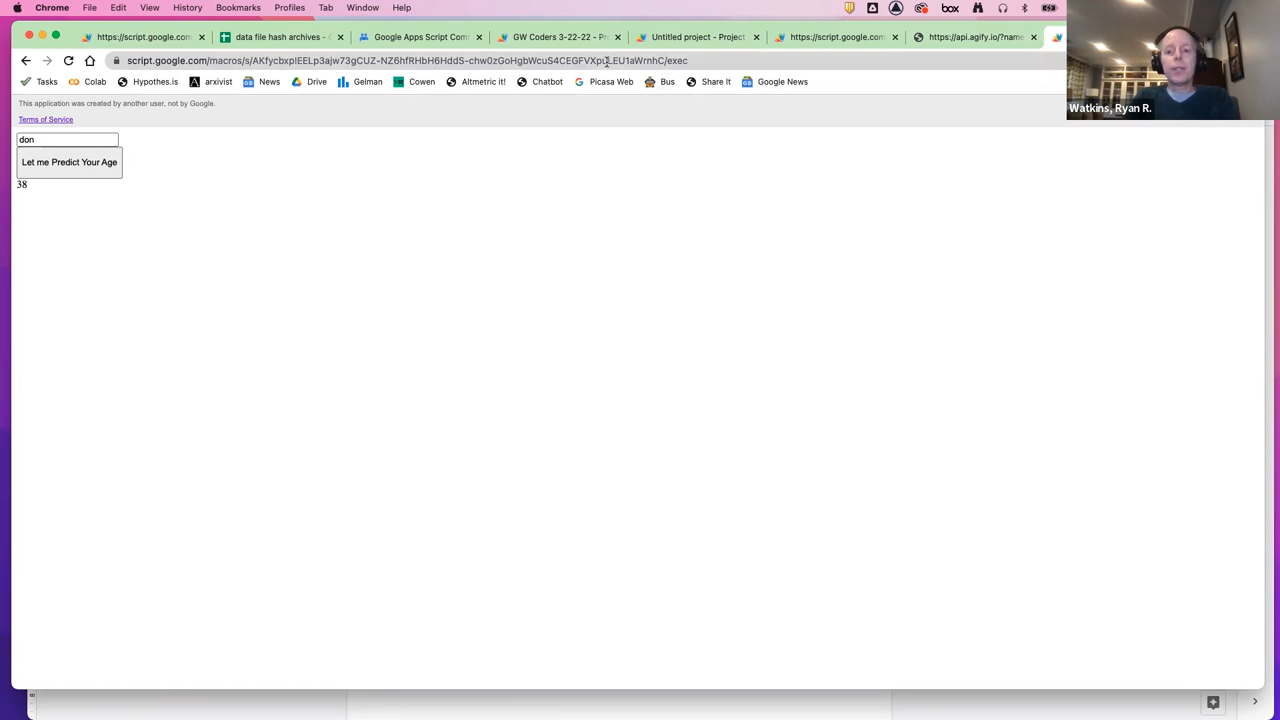 Chrome File Edit View History Bookmarks Profiles Tab Window Help box
https://script.google.com data file hash archives - Google Apps Script Com GW Coders 3-22-22 - Pr Untitled project - Project https://script.google.com https://api.agify.io/?name
script.google.com/macros/s/
Tasks Colab Hypothes.is arxivist News Drive Gelman Cowen Altmetric it! Chatbot Picasa Web Bus Share It Google News
Watkins, Ryan R.
This application was created by another user, not by Google.
Terms of Service
don
Let me Predict Your Age
38